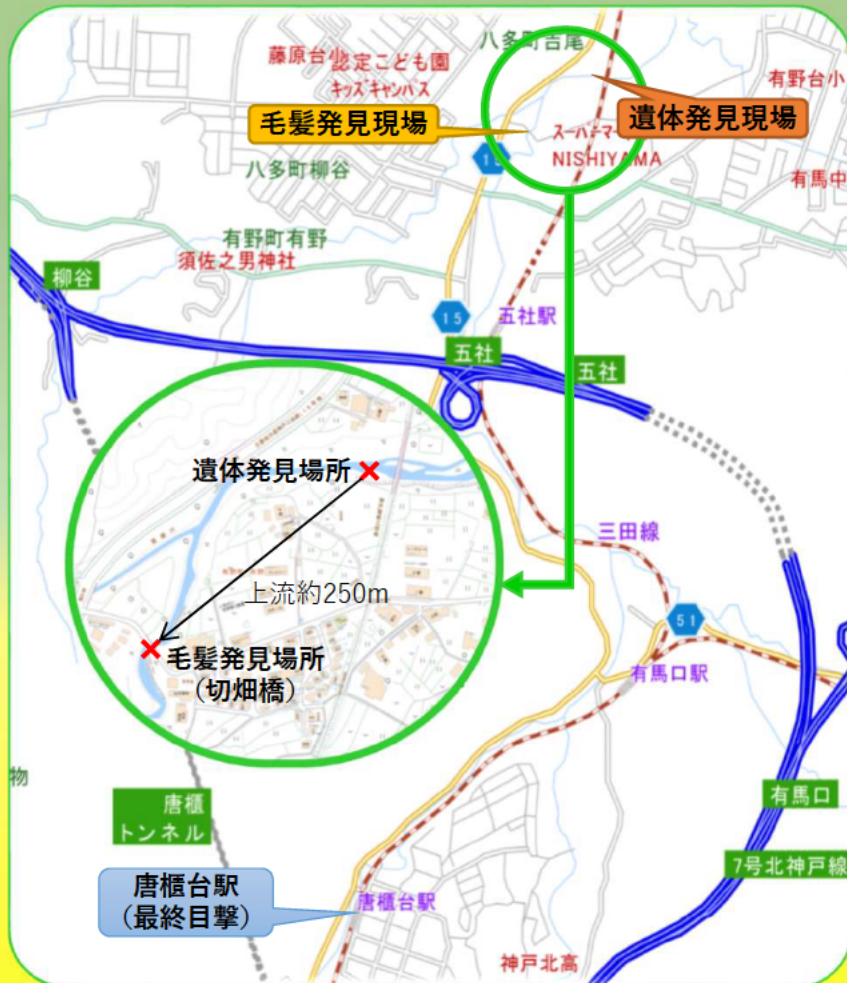 八多町吉尾
藤原台小
認定こども園
キッズキャンパス
有野台小
毛髪発見現場
遺体発見現場
スーパーマー
NISHIYAMA
15
八多町柳谷
有馬中
有野町有野
須佐之男神社
柳谷
15
五社駅
五社
五社
遺体発見場所
三田線
上流約250m
51
毛髪発見場所
(切畑橋)
有馬口駅
物
唐櫃
トンネル
有馬口
7号北神戸線
唐櫃台駅
(最終目撃)
唐櫃台駅
神戸北高